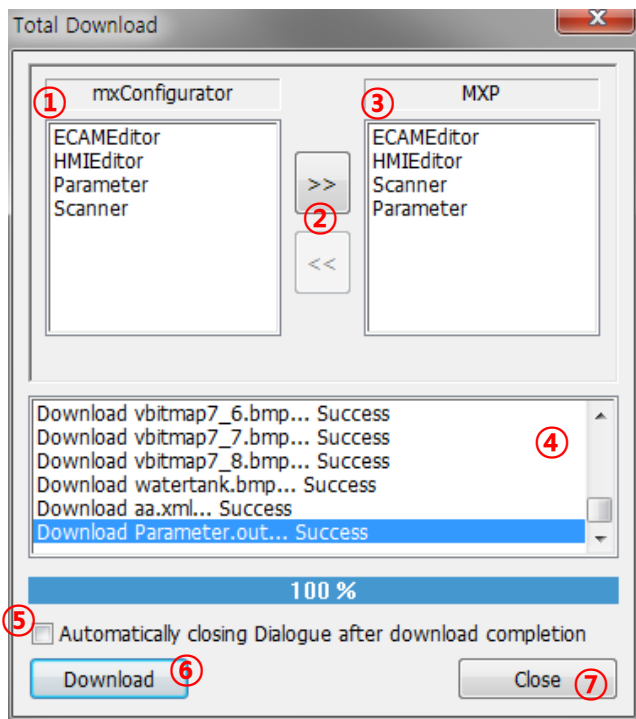 Total Download
x
① mxConfigurator
ECAMEditor
HMIEditor
Parameter
Scanner
>>
②
<<
③ MXP
ECAMEditor
HMIEditor
Scanner
Parameter
Download vbitmap7_6.bmp... Success
Download vbitmap7_7.bmp... Success
Download vbitmap7_8.bmp... Success
Download watertank.bmp... Success
Download aa.xml... Success
Download Parameter.out... Success
④
100 %
⑤ Automatically closing Dialogue after download completion
Download ⑥
Close ⑦